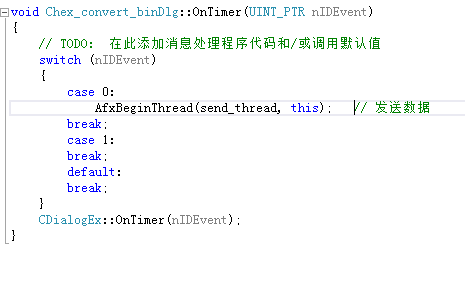 void Chex_convert_binDlg::OnTimer(UINT_PTR nIDEvent)
{
    // TODO: 在此添加消息处理程序代码和/或调用默认值
    switch (nIDEvent)
    {
        case 0:
            AfxBeginThread(send_thread, this);   // 发送数据
        break;
        case 1:
        break;
        default:
        break;
    }
    CDialogEx::OnTimer(nIDEvent);
}